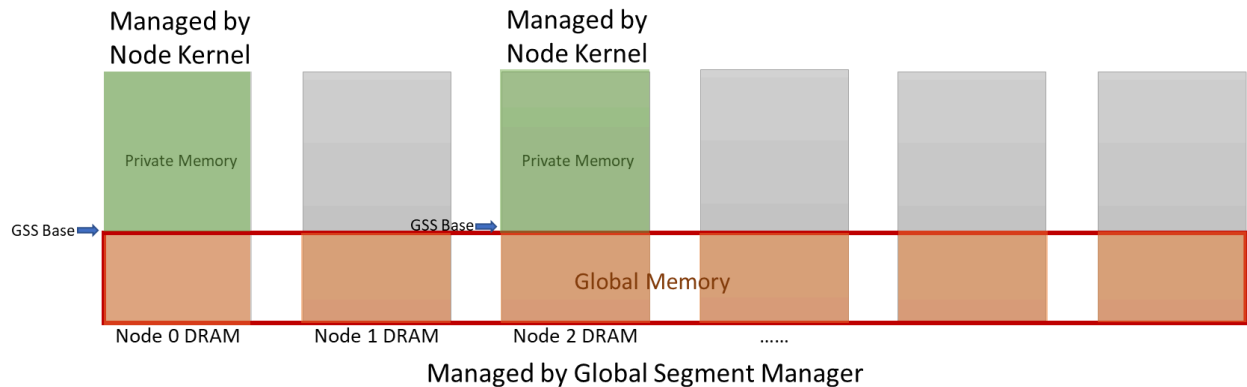 Managed by
Node Kernel
Managed by
Node Kernel
Private Memory
Private Memory
GSS Base
GSS Base
Global Memory
Node 0 DRAM
Node 1 DRAM
Node 2 DRAM
......
Managed by Global Segment Manager